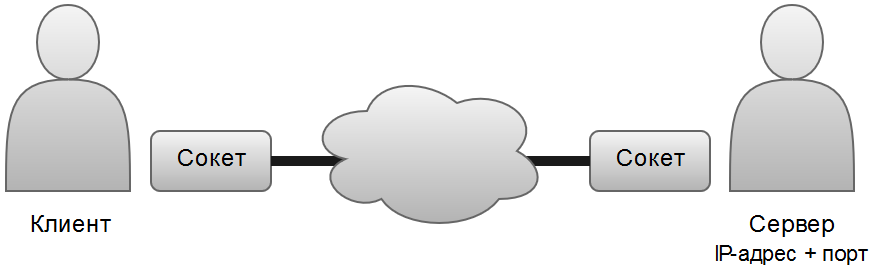 Сокет
Сокет
Клиент
Сервер
IP-адрес + порт